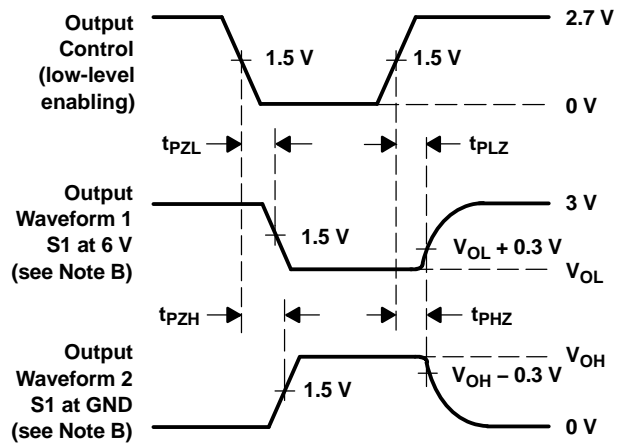 Output
Control
(low-level
enabling)
1.5 V
1.5 V
2.7 V
0 V
tPZL
tPLZ
Output
Waveform 1
S1 at 6 V
(see Note B)
1.5 V
3 V
VOL + 0.3 V
VOL
tPZH
tPHZ
Output
Waveform 2
S1 at GND
(see Note B)
1.5 V
VOH
VOH – 0.3 V
0 V